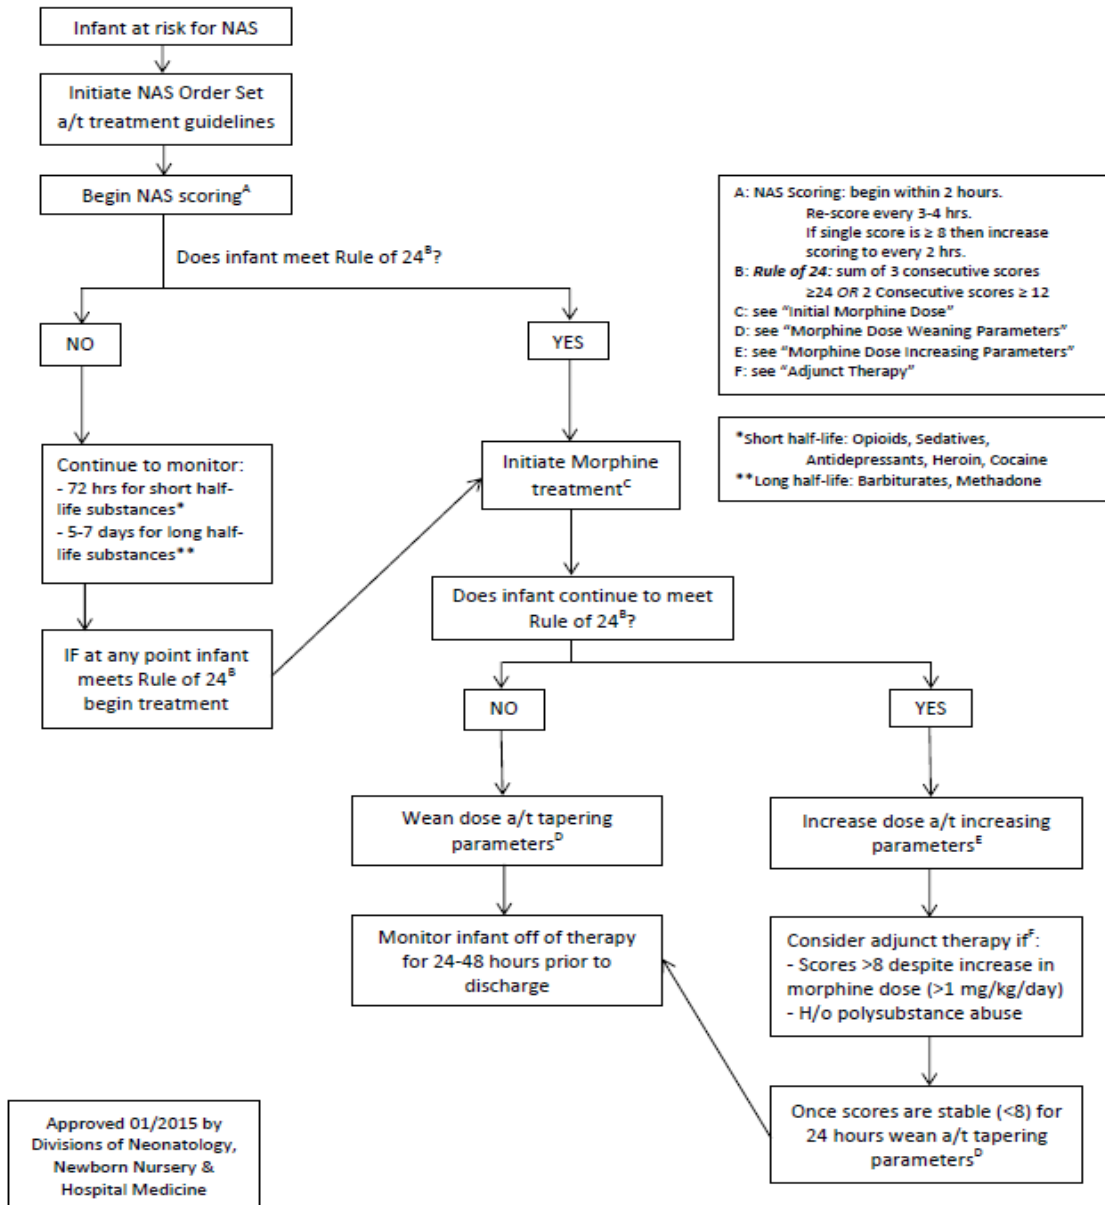 Infant at risk for NAS
Initiate NAS Order Set
a/t treatment guidelines
Begin NAS scoringA
Does infant meet Rule of 24B?
NO
YES
Continue to monitor:
- 72 hrs for short half-
life substances*
- 5-7 days for long half-
life substances**
IF at any point infant
meets Rule of 24B
begin treatment
Initiate Morphine
treatmentC
Does infant continue to meet
Rule of 24B?
NO
YES
Wean dose a/t tapering
parametersD
Monitor infant off of therapy
for 24-48 hours prior to
discharge
Increase dose a/t increasing
parametersE
Consider adjunct therapy ifF:
- Scores >8 despite increase in
morphine dose (>1 mg/kg/day)
- H/o polysubstance abuse
Once scores are stable (<8) for
24 hours wean a/t tapering
parametersD
A: NAS Scoring: begin within 2 hours.
Re-score every 3-4 hrs.
If single score is ≥ 8 then increase
scoring to every 2 hrs.
B: Rule of 24: sum of 3 consecutive scores
≥24 OR 2 Consecutive scores ≥ 12
C: see “Initial Morphine Dose”
D: see “Morphine Dose Weaning Parameters”
E: see “Morphine Dose Increasing Parameters”
F: see “Adjunct Therapy”
*Short half-life: Opioids, Sedatives,
Antidepressants, Heroin, Cocaine
**Long half-life: Barbiturates, Methadone
Approved 01/2015 by
Divisions of Neonatology,
Newborn Nursery &
Hospital Medicine